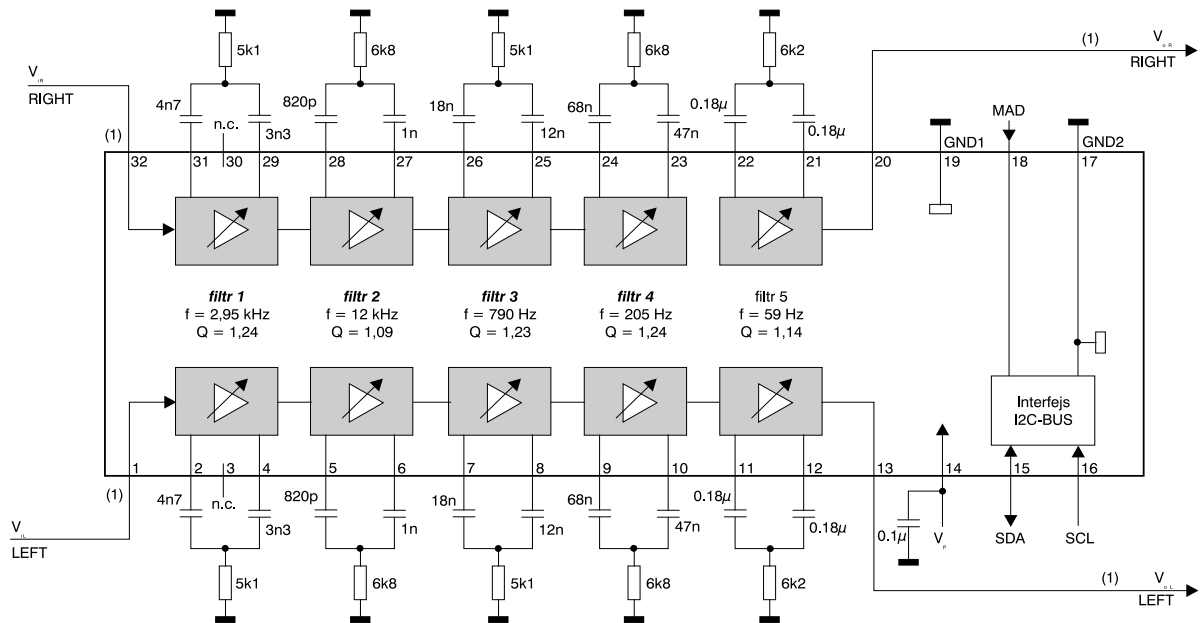 5k1
6k8
5k1
6k8
6k2
(1)
V oR
RIGHT
V iR
RIGHT
4n7
n.c.
3n3
820p
1n
18n
12n
68n
47n
0.18µ
0.18µ
MAD
GND1
GND2
(1)
32
31
30
29
28
27
26
25
24
23
22
21
20
19
18
17
filtr 1
f = 2,95 kHz
Q = 1,24
filtr 2
f = 12 kHz
Q = 1,09
filtr 3
f = 790 Hz
Q = 1,23
filtr 4
f = 205 Hz
Q = 1,24
filtr 5
f = 59 Hz
Q = 1,14
Interfejs
I2C-BUS
1
2
3
4
5
6
7
8
9
10
11
12
13
14
15
16
(1)
4n7
n.c.
3n3
820p
1n
18n
12n
68n
47n
0.18µ
0.18µ
0.1µ
V P
SDA
SCL
V iL
LEFT
5k1
6k8
5k1
6k8
6k2
(1)
V oL
LEFT